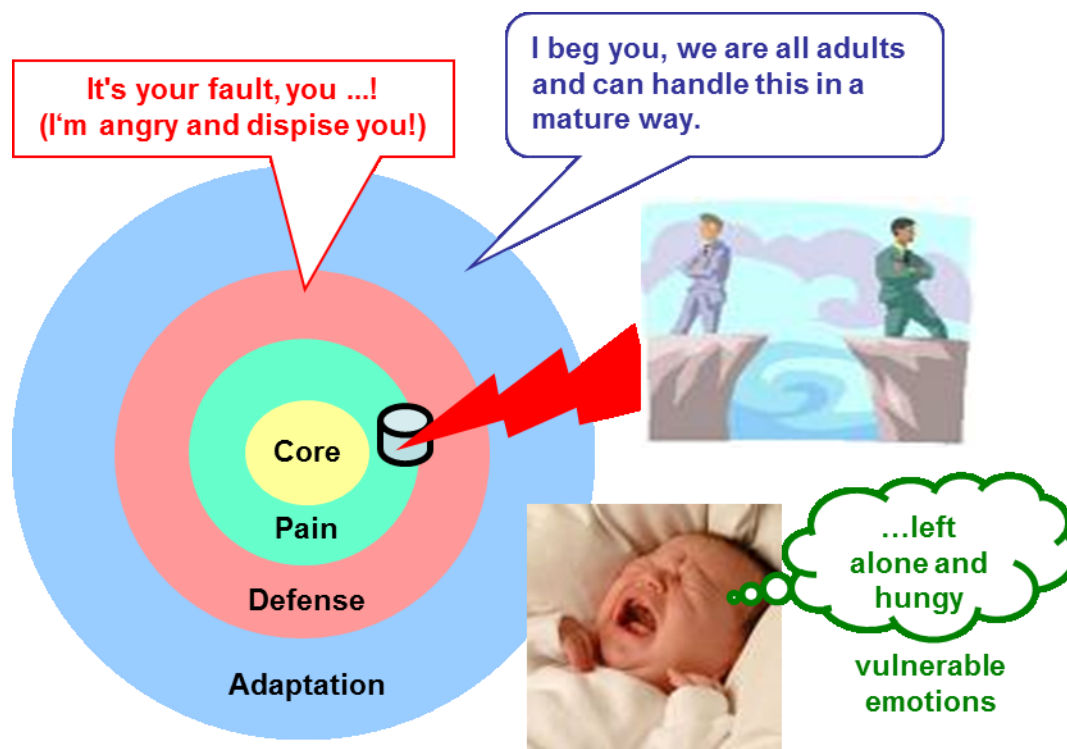 It's your fault, you ...!
(I‘m angry and dispise you!)
I beg you, we are all adults
and can handle this in a
mature way.
Core
Pain
Defense
Adaptation
...left
alone and
hungy
vulnerable
emotions